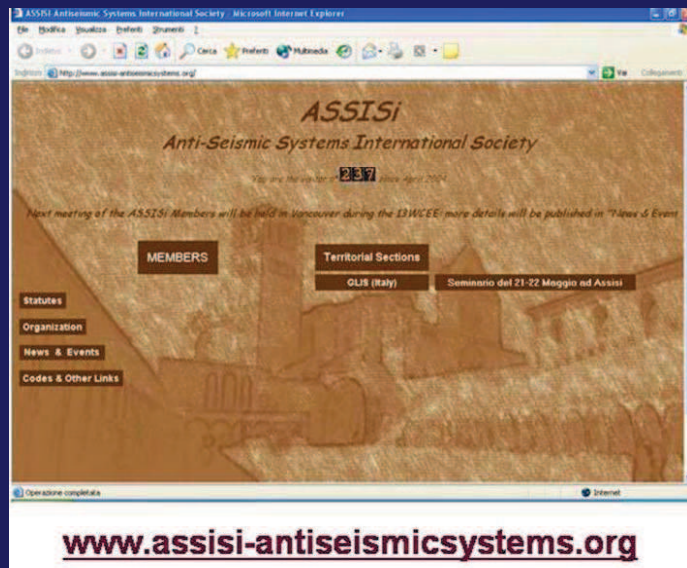 ASSISi-Antiseismic Systems International Society - Microsoft Internet Explorer
File Modifica Visualizza Preferiti Strumenti ?
Indietro Cerca Preferiti Multimedia
Indirizzo http://www.assisi-antiseismicsystems.org/ Vai Collegamenti
ASSISi
Anti-Seismic Systems International Society
You are the visitor n° 237 since April 2004
Next meeting of the ASSISi Members will be held in Vancouver during the 13WCEE: more details will be published in "News & Event
MEMBERS Territorial Sections
GLIS (Italy) Seminario del 21-22 Maggio ad Assisi
Statutes
Organization
News & Events
Codes & Other Links
Operazione completata Internet
www.assisi-antiseismicsystems.org